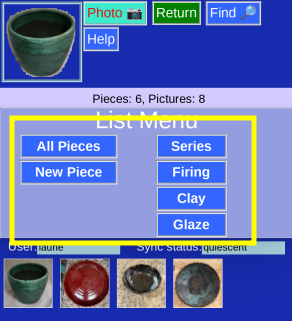 Photo 📷 Return Find 🔎
Help
Pieces: 6, Pictures: 8
List Menu
All Pieces Series
New Piece Firing
Clay
Glaze
User: laurie Sync status: quiescent